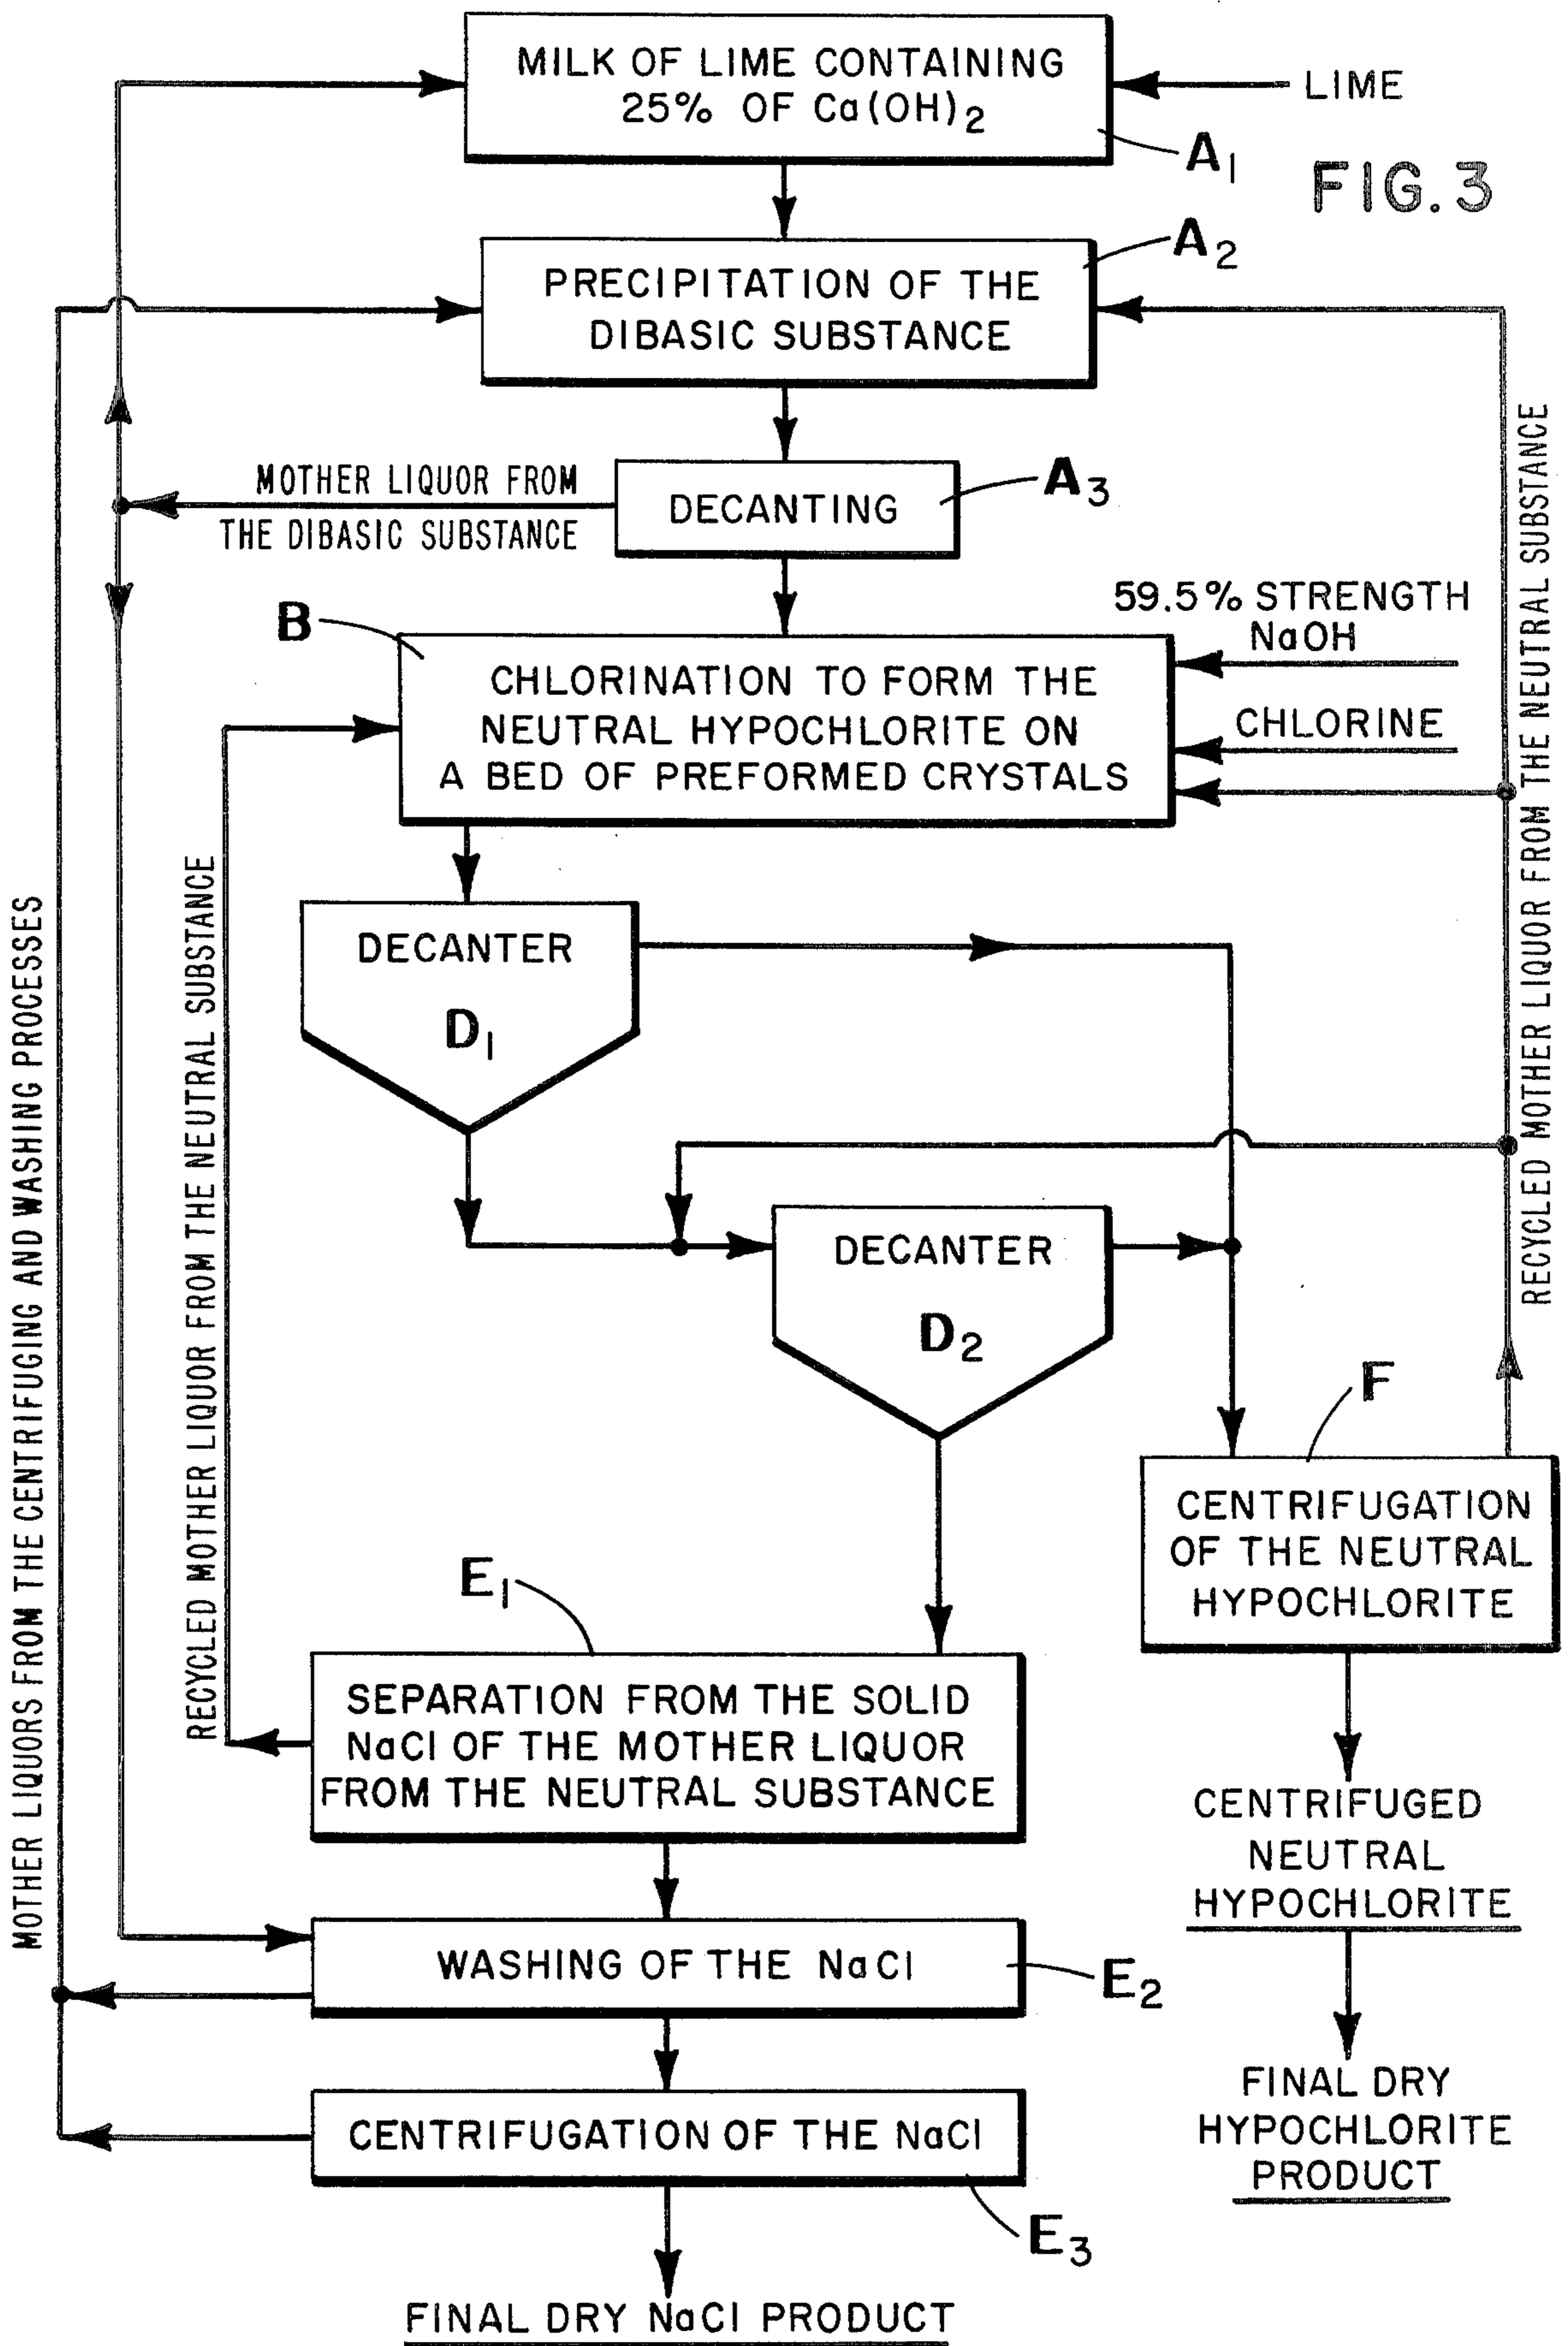 MILK OF LIME CONTAINING
25% OF Ca(OH)2
LIME
A1
FIG. 3
A2
PRECIPITATION OF THE
DIBASIC SUBSTANCE
MOTHER LIQUOR FROM
THE DIBASIC SUBSTANCE
DECANTING
A3
59.5% STRENGTH
NaOH
B
CHLORINATION TO FORM THE
NEUTRAL HYPOCHLORITE ON
A BED OF PREFORMED CRYSTALS
CHLORINE
RECYCLED MOTHER LIQUOR FROM THE NEUTRAL SUBSTANCE
MOTHER LIQUORS FROM THE CENTRIFUGING AND WASHING PROCESSES
RECYCLED MOTHER LIQUOR FROM THE NEUTRAL SUBSTANCE
DECANTER
D1
DECANTER
D2
F
CENTRIFUGATION
OF THE NEUTRAL
HYPOCHLORITE
E1
SEPARATION FROM THE SOLID
NaCl OF THE MOTHER LIQUOR
FROM THE NEUTRAL SUBSTANCE
CENTRIFUGED
NEUTRAL
HYPOCHLORITE
WASHING OF THE NaCl
E2
FINAL DRY
HYPOCHLORITE
PRODUCT
CENTRIFUGATION OF THE NaCl
E3
FINAL DRY NaCl PRODUCT